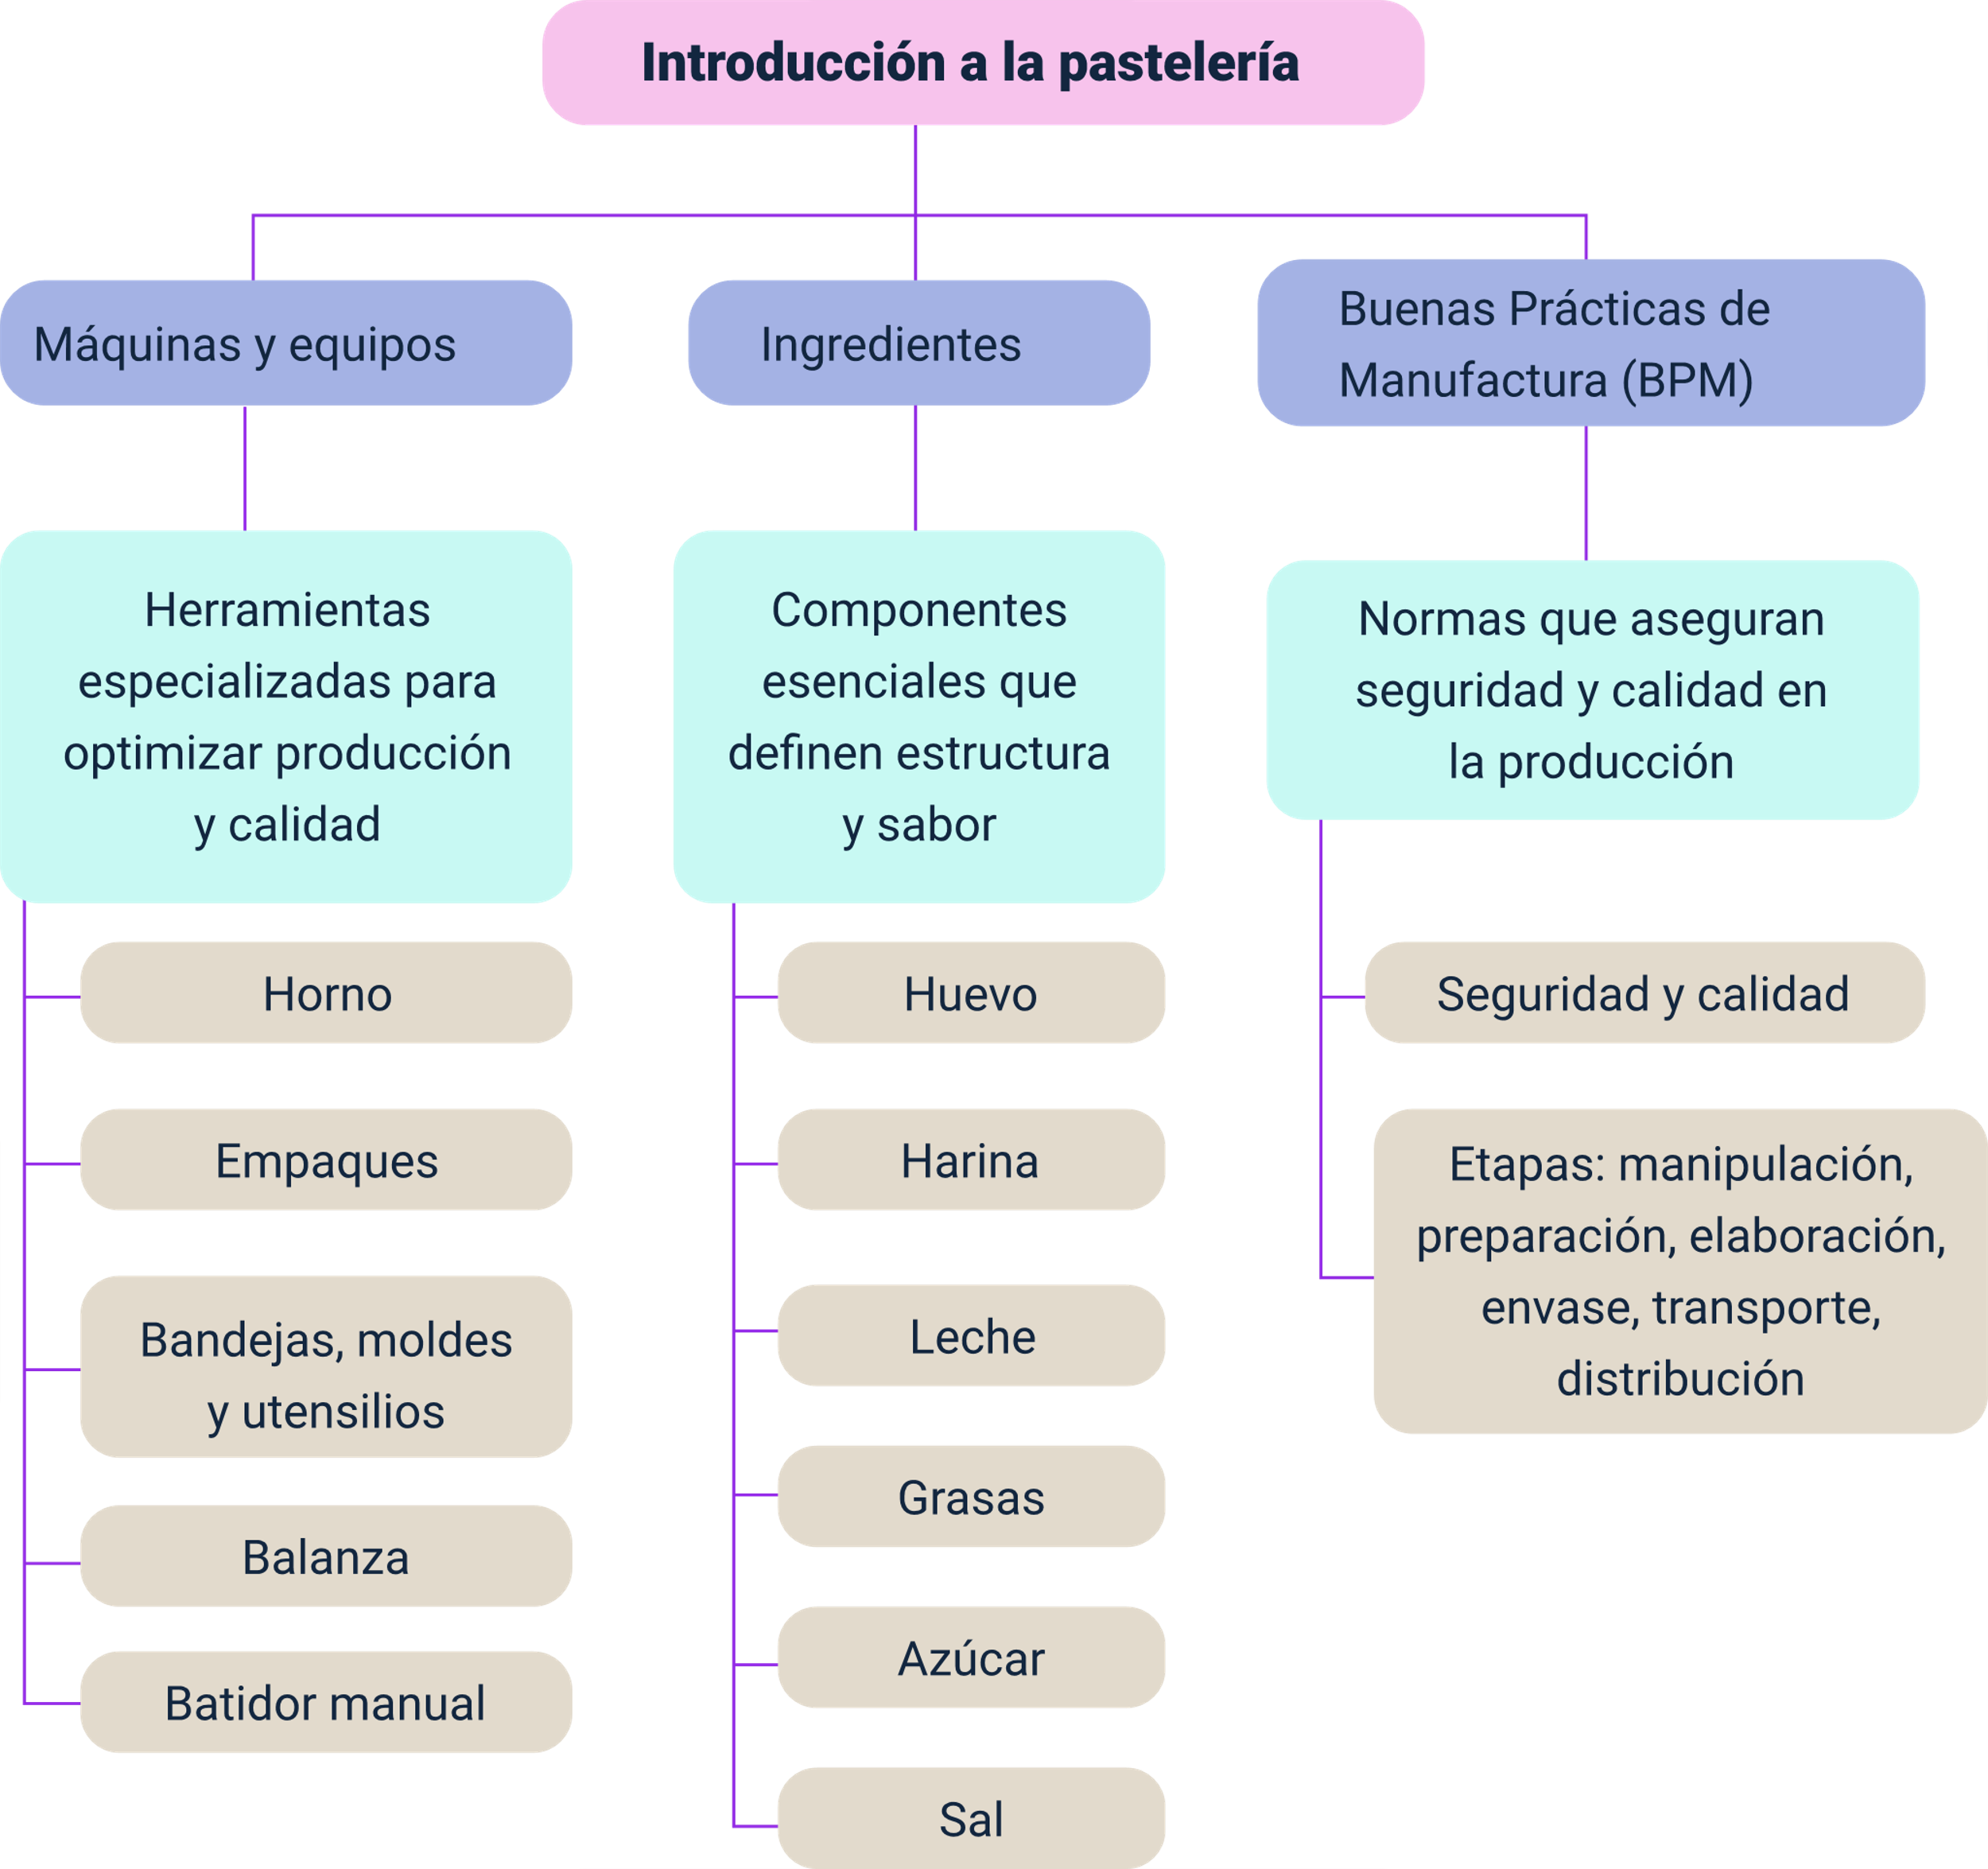 Introducción a la pastelería
Máquinas y equipos
Herramientas
especializadas para
optimizar producción
y calidad
Horno
Empaques
Bandejas, moldes
y utensilios
Balanza
Batidor manual
Ingredientes
Componentes
esenciales que
definen estructura
y sabor
Huevo
Harina
Leche
Grasas
Azúcar
Sal
Buenas Prácticas de
Manufactura (BPM)
Normas que aseguran
seguridad y calidad en
la producción
Seguridad y calidad
Etapas: manipulación,
preparación, elaboración,
envase, transporte,
distribución